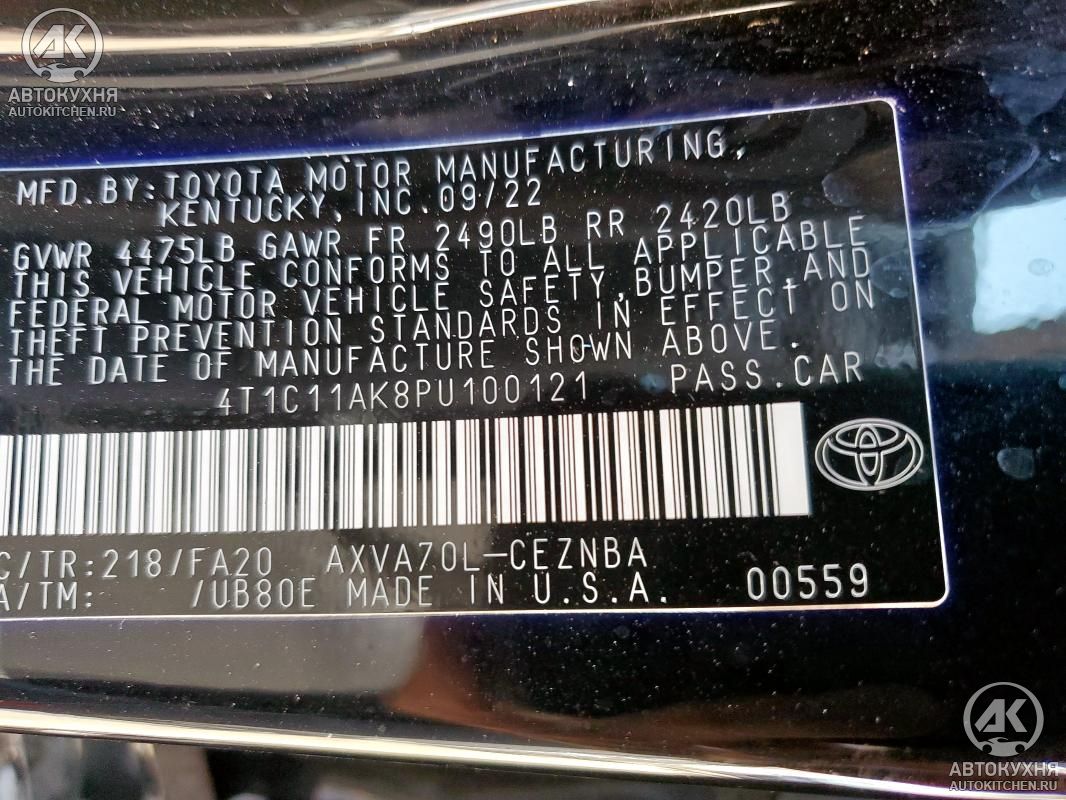 АК
АВТОКУХНЯ
AUTOKITCHEN.RU
MFD.BY:TOYOTA MOTOR MANUFACTURING,
KENTUCKY,INC.09/22
GVWR 4475LB GAWR FR 2490LB RR 2420LB
THIS VEHICLE CONFORMS TO ALL APPLICABLE
FEDERAL MOTOR VEHICLE SAFETY,BUMPER,AND
THEFT PREVENTION STANDARDS IN EFFECT ON
THE DATE OF MANUFACTURE SHOWN ABOVE.
4T1C11AK8PU100121 PASS.CAR
C/TR:218/FA20 AXVA70L-CEZNBA
A/TM: /UB80E MADE IN U.S.A. 00559
АК
АВТОКУХНЯ
AUTOKITCHEN.RU